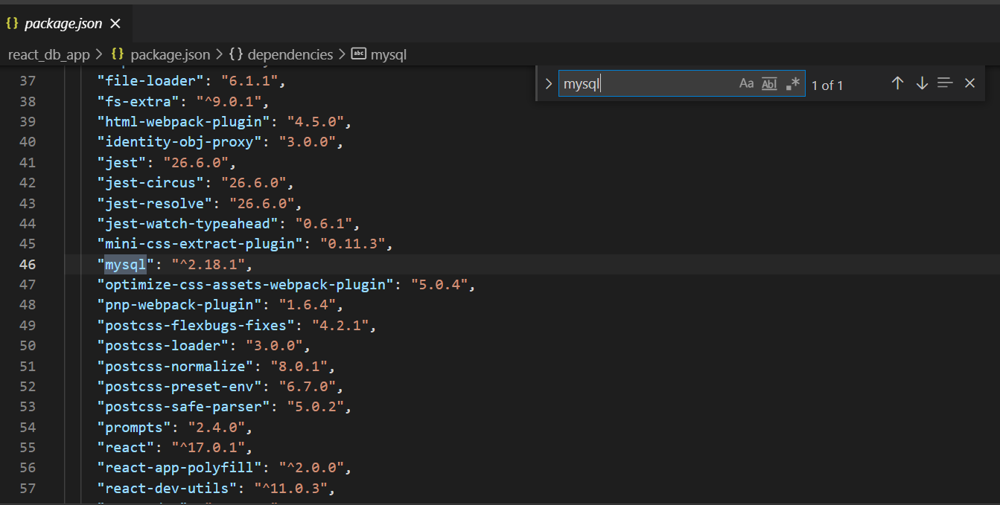 {} package.json ×
react_db_app > {} package.json > {} dependencies > abc mysql
mysql Aa Abl .* 1 of 1
37 "file-loader": "6.1.1",
38 "fs-extra": "^9.0.1",
39 "html-webpack-plugin": "4.5.0",
40 "identity-obj-proxy": "3.0.0",
41 "jest": "26.6.0",
42 "jest-circus": "26.6.0",
43 "jest-resolve": "26.6.0",
44 "jest-watch-typeahead": "0.6.1",
45 "mini-css-extract-plugin": "0.11.3",
46 "mysql": "^2.18.1",
47 "optimize-css-assets-webpack-plugin": "5.0.4",
48 "pnp-webpack-plugin": "1.6.4",
49 "postcss-flexbugs-fixes": "4.2.1",
50 "postcss-loader": "3.0.0",
51 "postcss-normalize": "8.0.1",
52 "postcss-preset-env": "6.7.0",
53 "postcss-safe-parser": "5.0.2",
54 "prompts": "2.4.0",
55 "react": "^17.0.1",
56 "react-app-polyfill": "^2.0.0",
57 "react-dev-utils": "^11.0.3",